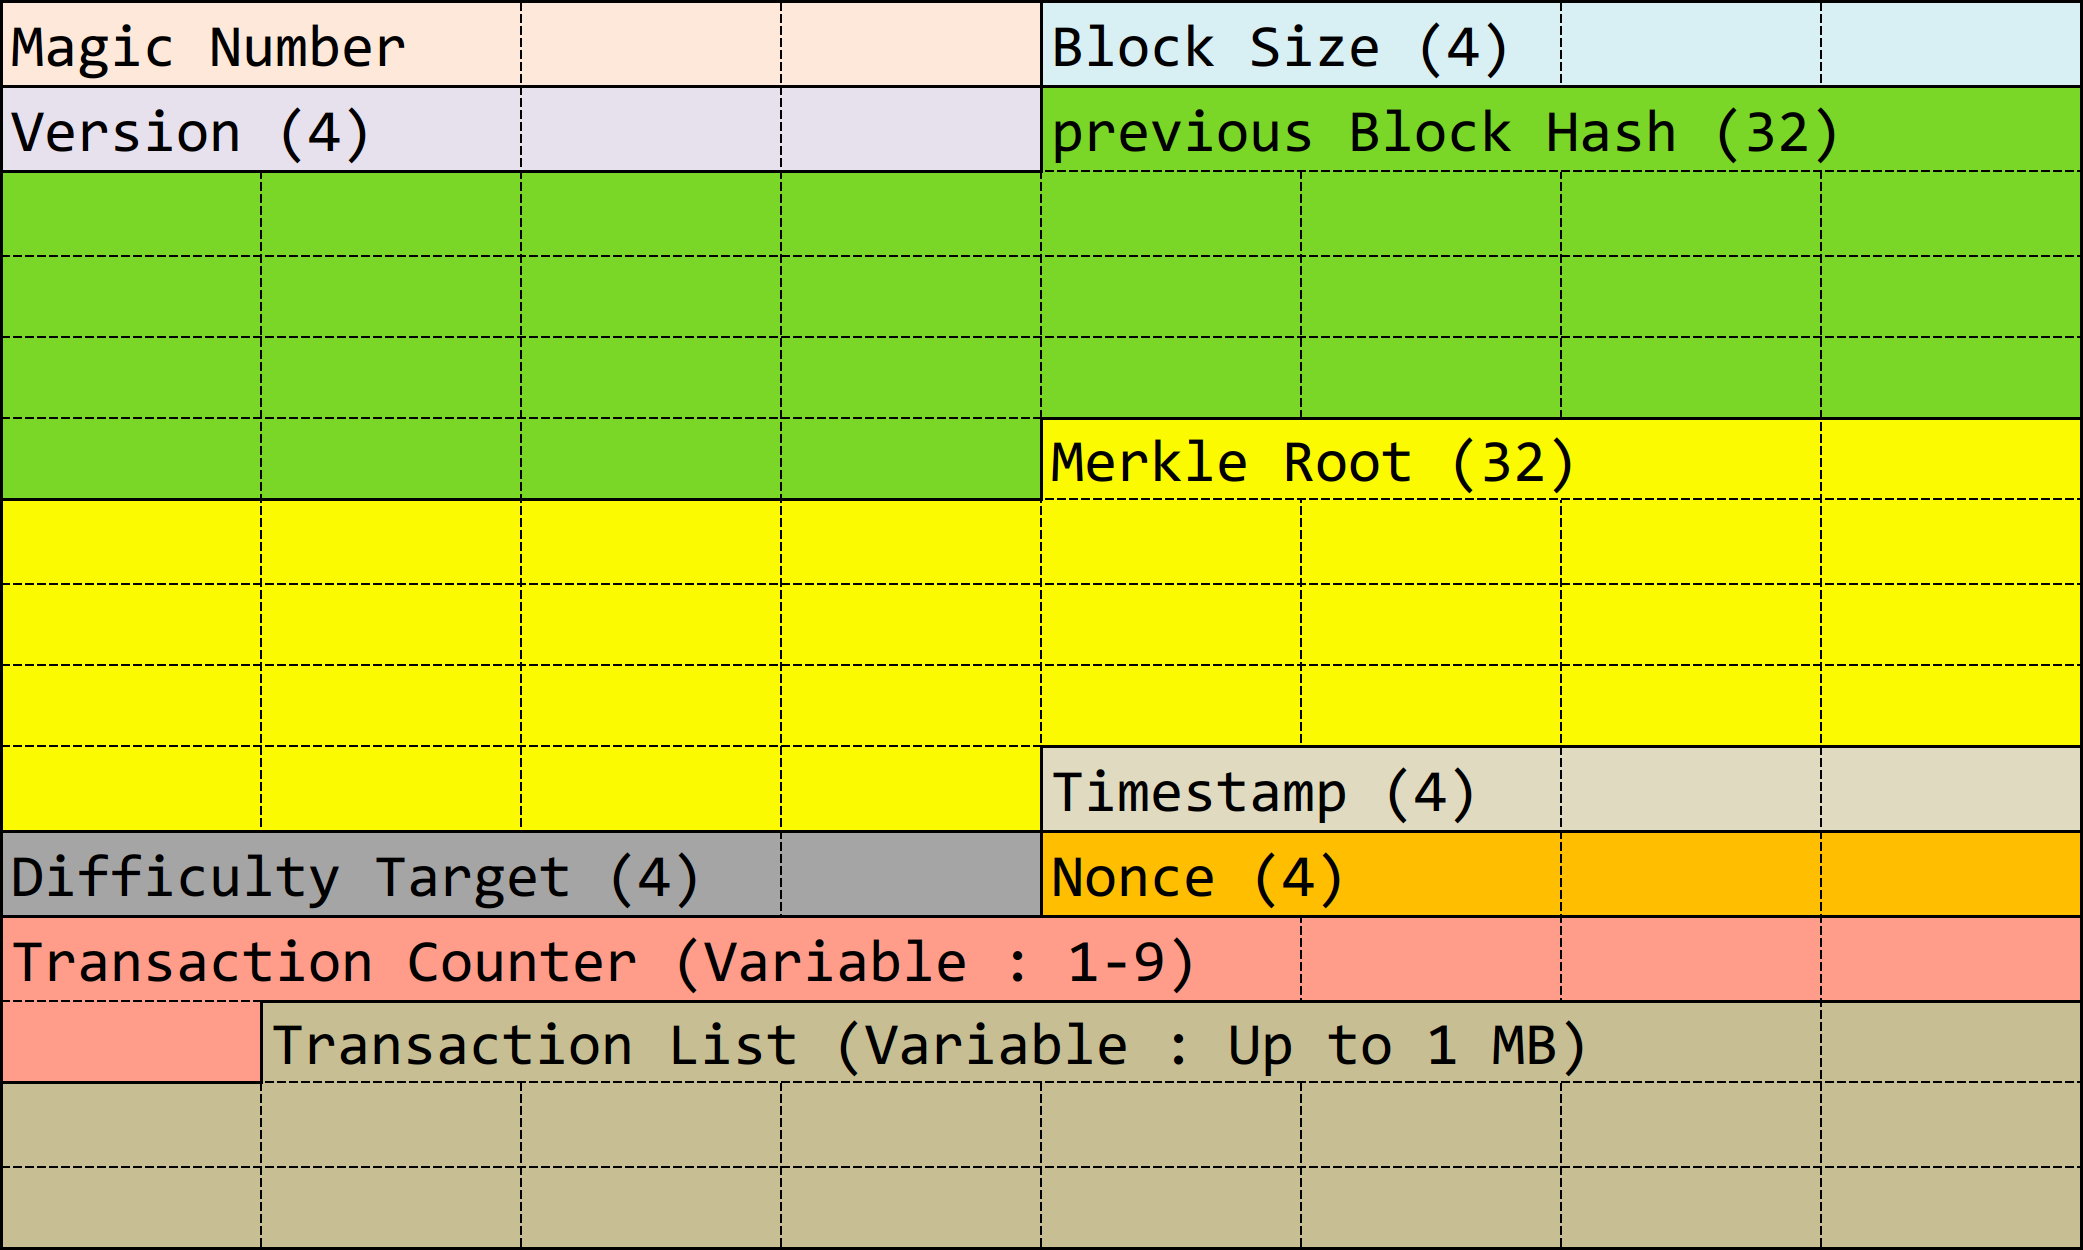 Magic Number
Block Size (4)
Version (4)
previous Block Hash (32)
Merkle Root (32)
Timestamp (4)
Difficulty Target (4)
Nonce (4)
Transaction Counter (Variable : 1-9)
Transaction List (Variable : Up to 1 MB)